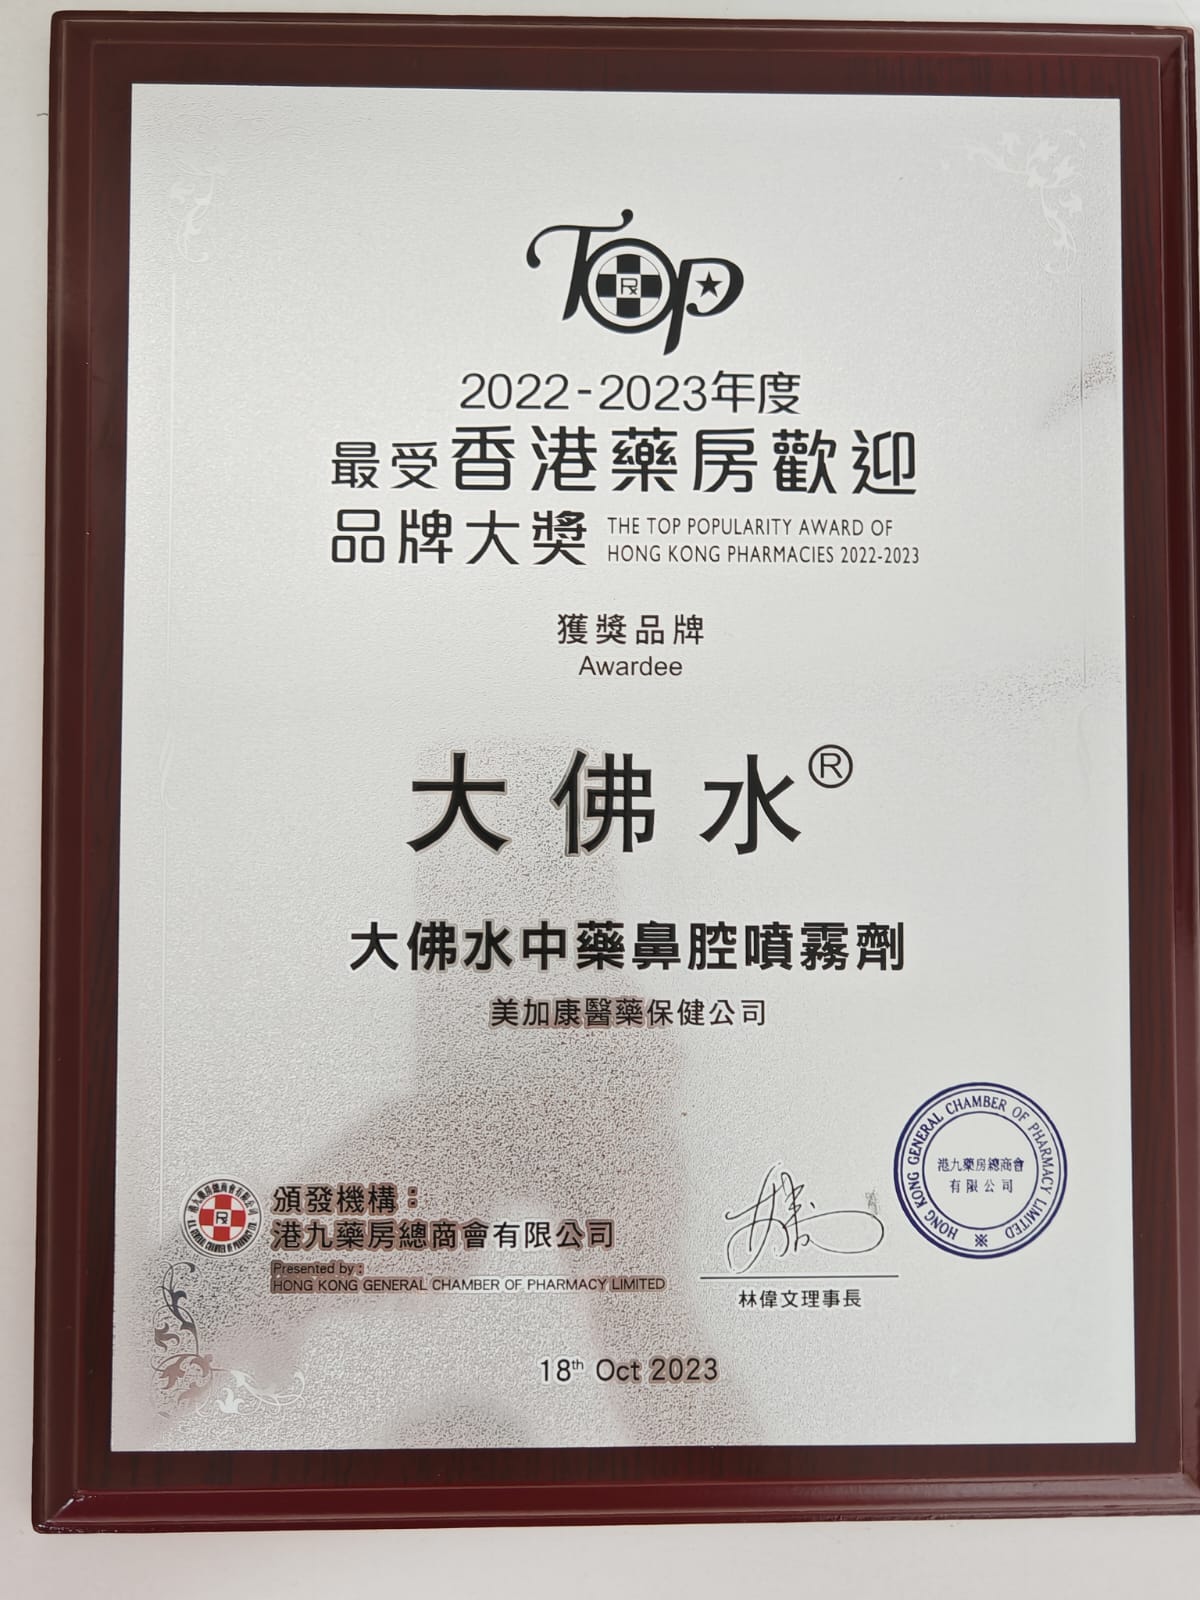 TOP
Rx
2022-2023年度
最受香港藥房歡迎
品牌大獎 THE TOP POPULARITY AWARD OF
HONG KONG PHARMACIES 2022-2023
獲獎品牌
Awardee
大佛水®
大佛水中藥鼻腔噴霧劑
美加康醫藥保健公司
頒發機構：
港九藥房總商會有限公司
Presented by :
HONG KONG GENERAL CHAMBER OF PHARMACY LIMITED
林偉文理事長
HONG KONG GENERAL CHAMBER OF PHARMACY LIMITED
港九藥房總商會
有限公司
18th Oct 2023